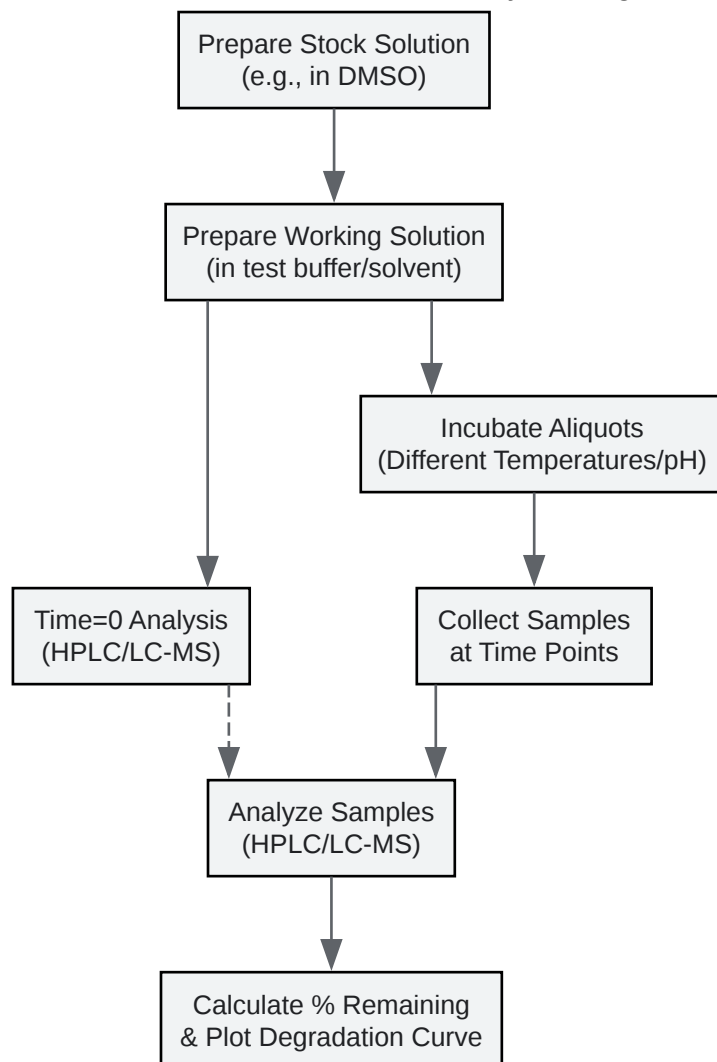 Prepare Stock Solution
(e.g., in DMSO)
Prepare Working Solution
(in test buffer/solvent)
Incubate Aliquots
(Different Temperatures/pH)
Time=0 Analysis
(HPLC/LC-MS)
Collect Samples
at Time Points
Analyze Samples
(HPLC/LC-MS)
Calculate % Remaining
& Plot Degradation Curve